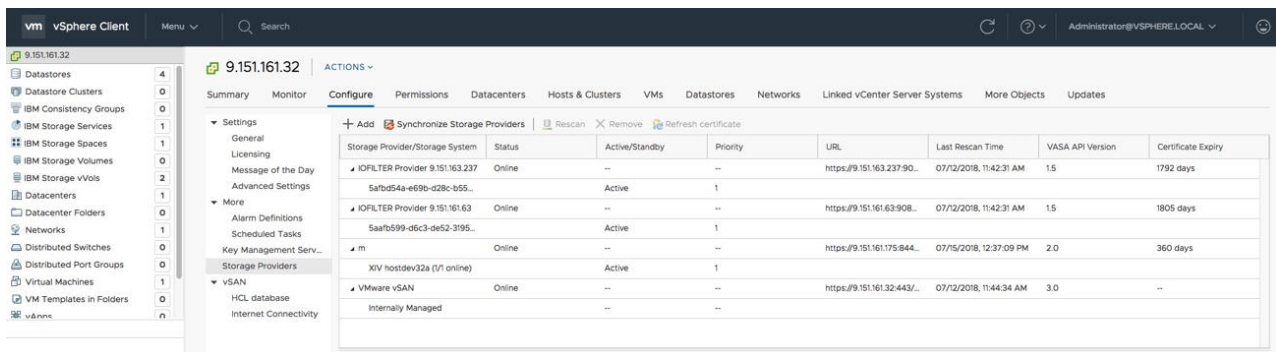 vm vSphere Client Menu Search Administrator@VSPHERE.LOCAL
9.151.161.32
Datastores 4
Datastore Clusters 0
IBM Consistency Groups 0
IBM Storage Services 1
IBM Storage Spaces 1
IBM Storage Volumes 0
IBM Storage vVols 2
Datacenters 1
Datacenter Folders 0
Networks 1
Distributed Switches 0
Distributed Port Groups 0
Virtual Machines 1
VM Templates in Folders 0
vApps 0
9.151.161.32 ACTIONS
Summary Monitor Configure Permissions Datacenters Hosts & Clusters VMs Datastores Networks Linked vCenter Server Systems More Objects Updates
Settings
General
Licensing
Message of the Day
Advanced Settings
More
Alarm Definitions
Scheduled Tasks
Key Management Serv...
Storage Providers
vSAN
HCL database
Internet Connectivity
+ Add Synchronize Storage Providers Rescan Remove Refresh certificate
Storage Provider/Storage System Status Active/Standby Priority URL Last Rescan Time VASA API Version Certificate Expiry
IOFILTER Provider 9.151.163.237 Online -- -- https://9.151.163.237:90... 07/12/2018, 11:42:31 AM 1.5 1792 days
5afbd54a-e69b-d28c-b55... Active 1
IOFILTER Provider 9.151.161.63 Online -- -- https://9.151.161.63:908... 07/12/2018, 11:42:31 AM 1.5 1805 days
5aafb599-d6c3-de52-3195... Active 1
m Online -- -- https://9.151.161.175:844... 07/15/2018, 12:37:09 PM 2.0 360 days
XIV hostdev32a (1/1 online) Active 1
VMware vSAN Online -- -- https://9.151.161.32:443/... 07/12/2018, 11:44:34 AM 3.0 --
Internally Managed -- --